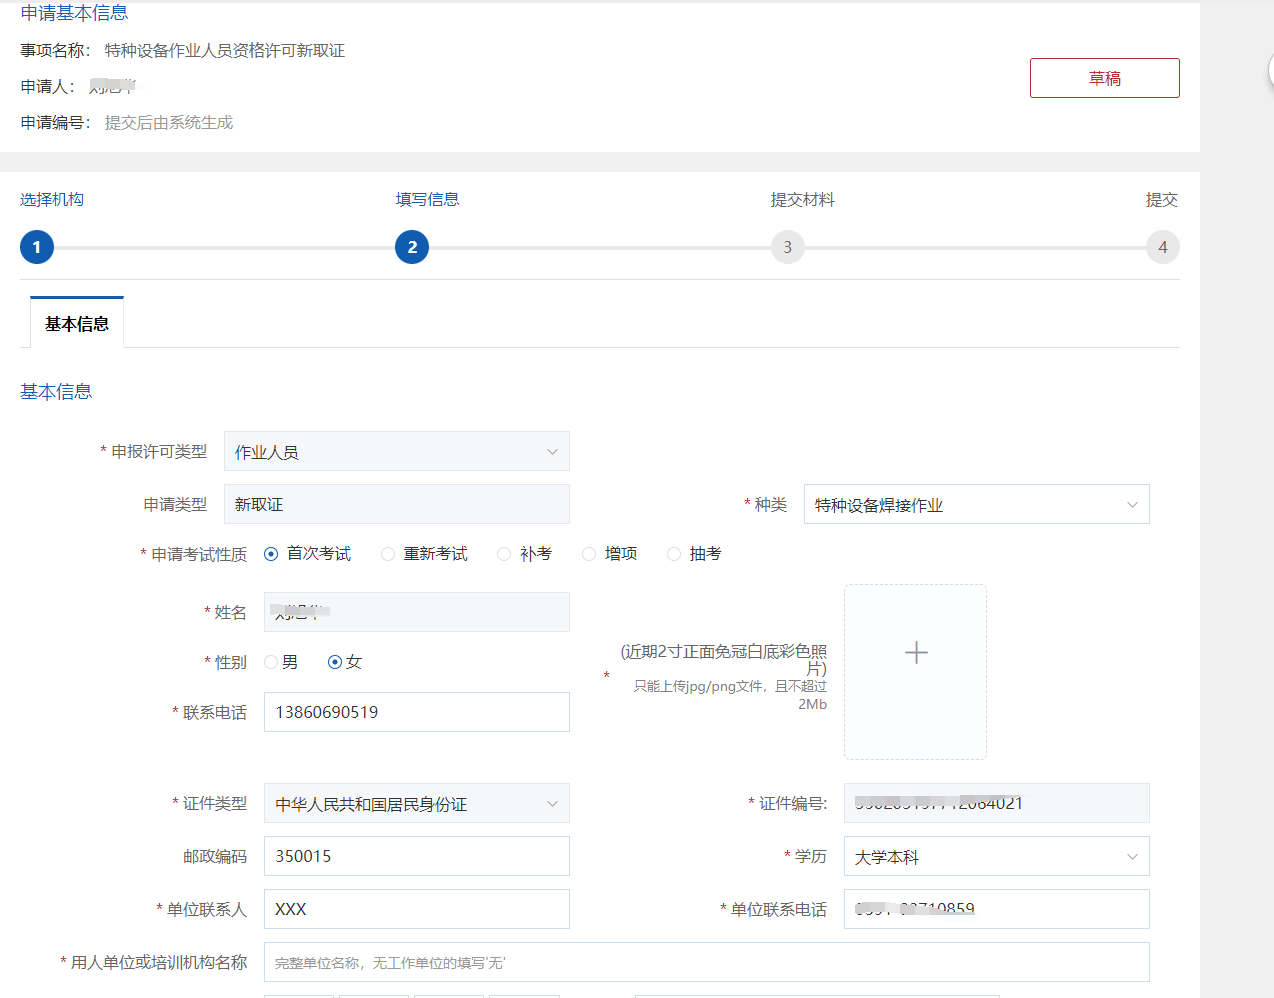 申请基本信息
事项名称： 特种设备作业人员资格许可新取证
申请人：
草稿
申请编号： 提交后由系统生成
选择机构 填写信息 提交材料 提交
1 2 3 4
基本信息
基本信息
* 申报许可类型 作业人员
申请类型 新取证 * 种类 特种设备焊接作业
* 申请考试性质 首次考试 重新考试 补考 增项 抽考
* 姓名
* (近期2寸正面免冠白底彩色照片)
只能上传jpg/png文件，且不超过2Mb
* 性别 男 女
* 联系电话 13860690519
* 证件类型 中华人民共和国居民身份证 * 证件编号:
邮政编码 350015 * 学历 大学本科
* 单位联系人 XXX * 单位联系电话
* 用人单位或培训机构名称 完整单位名称，无工作单位的填写'无'